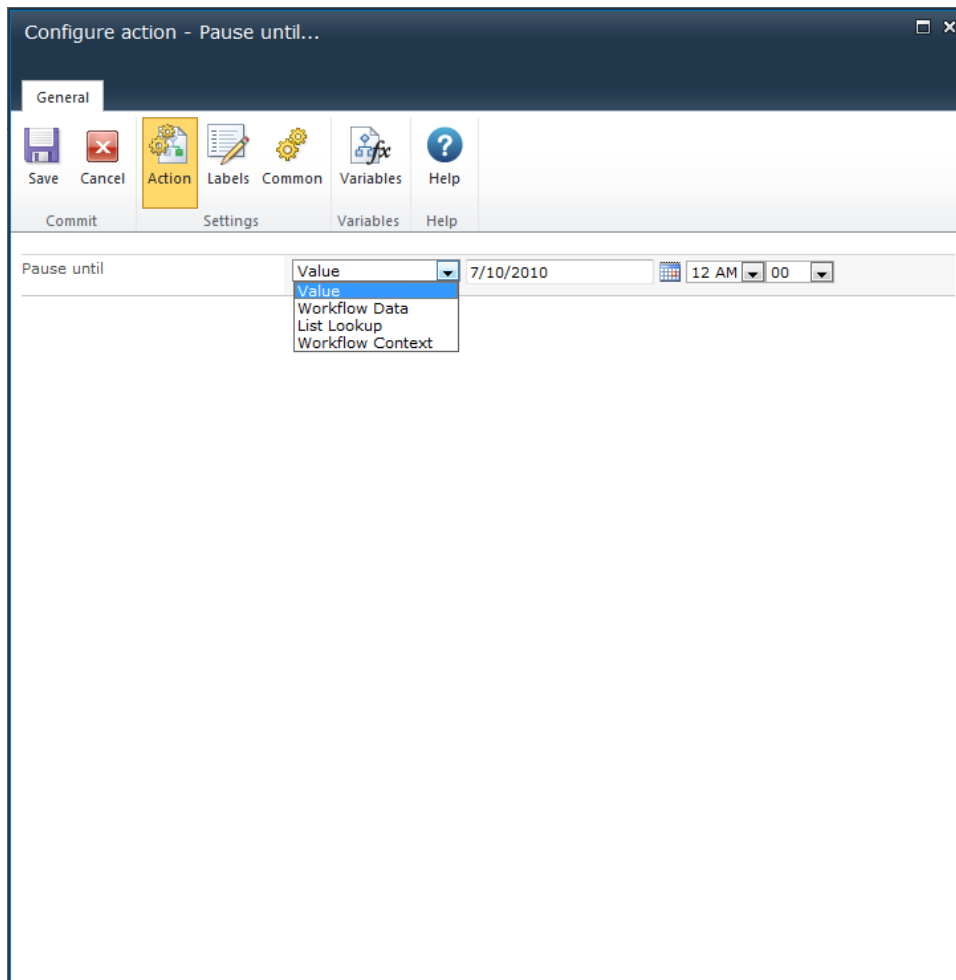 Configure action - Pause until...
General
Save Cancel Action Labels Common Variables Help
Commit Settings Variables Help
Pause until Value 7/10/2010 12 AM 00
Value
Workflow Data
List Lookup
Workflow Context